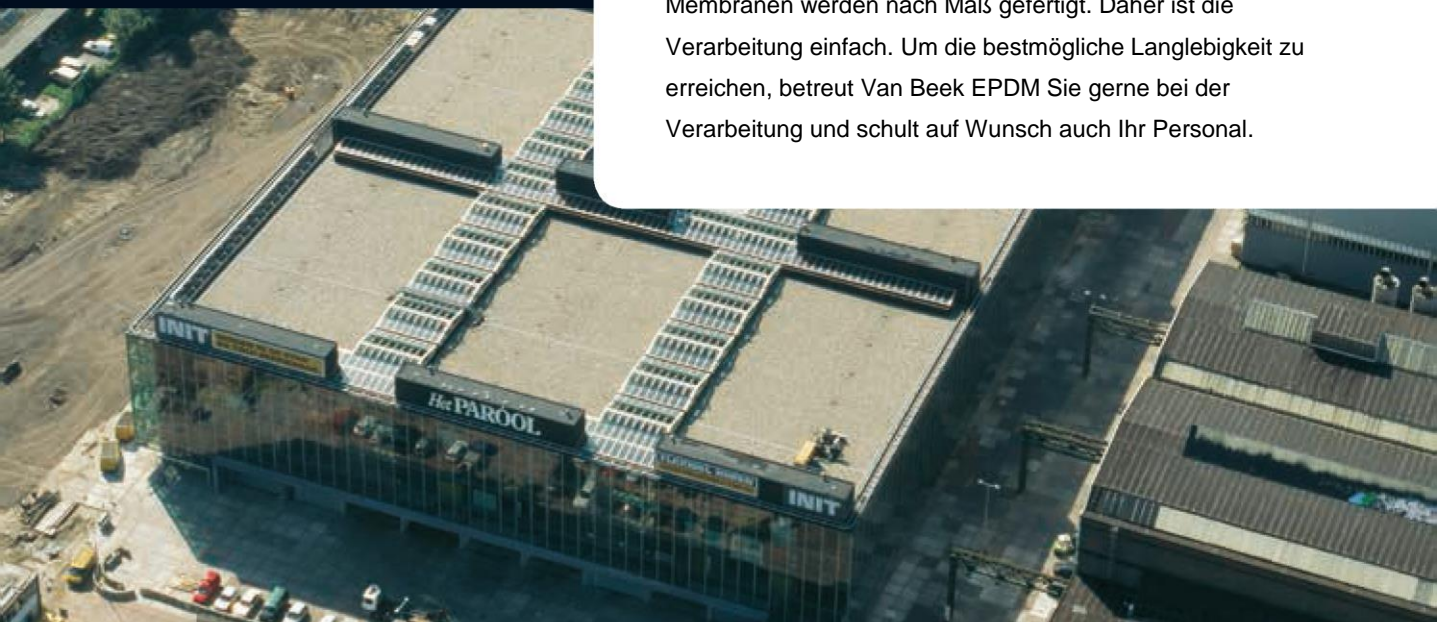 Membranen werden nach Maß gefertigt. Daher ist die
Verarbeitung einfach. Um die bestmögliche Langlebigkeit zu
erreichen, betreut Van Beek EPDM Sie gerne bei der
Verarbeitung und schult auf Wunsch auch Ihr Personal.
INIT
Het PAROOL
INIT